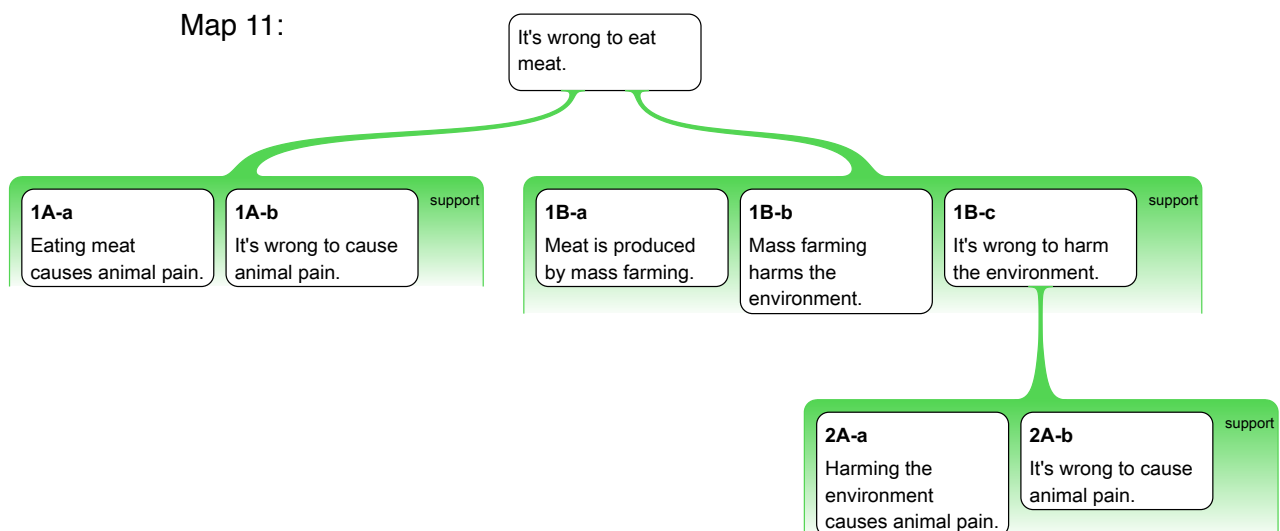 Map 11:
It's wrong to eat
meat.
support
1A-a
Eating meat
causes animal pain.
1A-b
It's wrong to cause
animal pain.
support
1B-a
Meat is produced
by mass farming.
1B-b
Mass farming
harms the
environment.
1B-c
It's wrong to harm
the environment.
support
2A-a
Harming the
environment
causes animal pain.
2A-b
It's wrong to cause
animal pain.